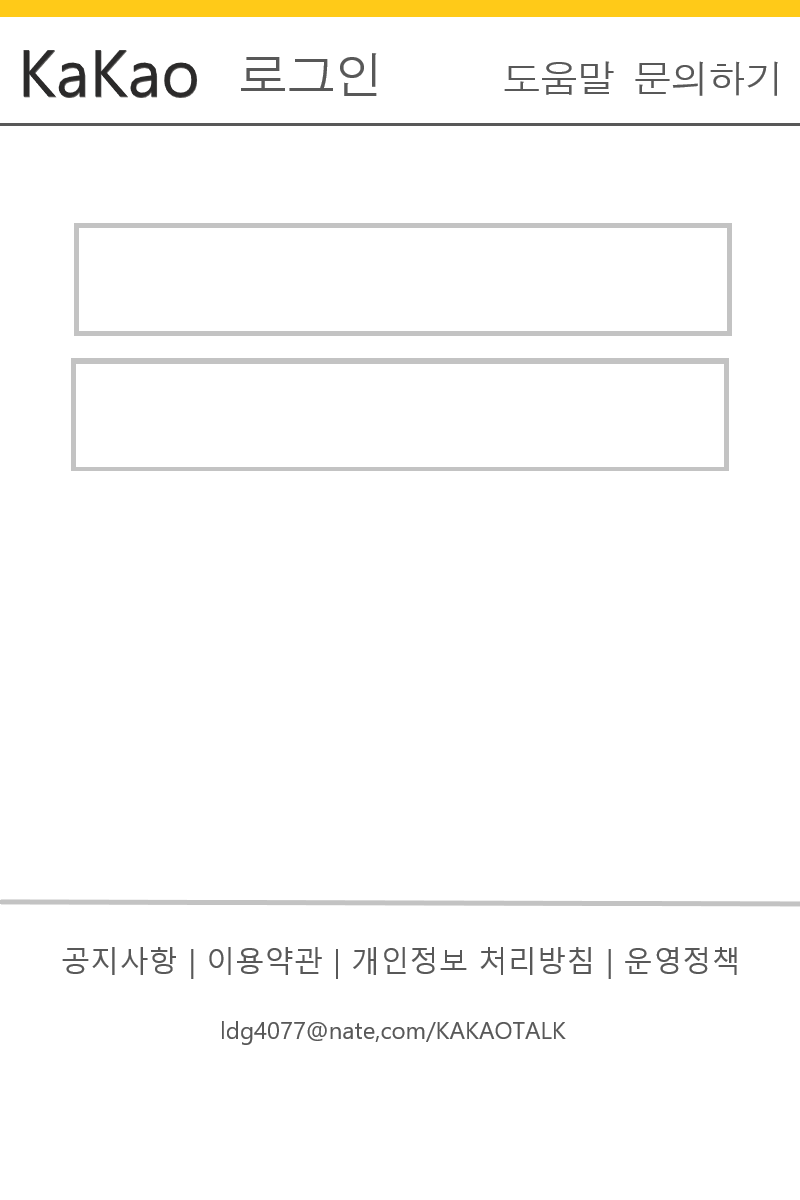 KaKao 로그인 도움말 문의하기
공지사항 | 이용약관 | 개인정보 처리방침 | 운영정책
ldg4077@nate,com/KAKAOTALK